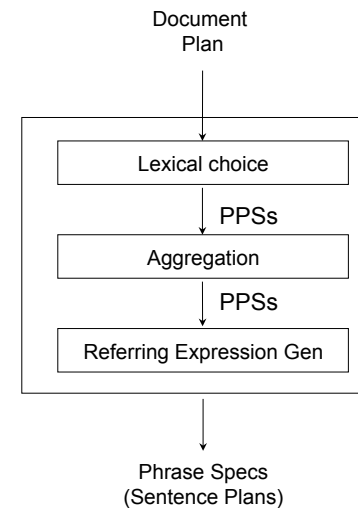 Document
Plan
Lexical choice
PPSs
Aggregation
PPSs
Referring Expression Gen
Phrase Specs
(Sentence Plans)